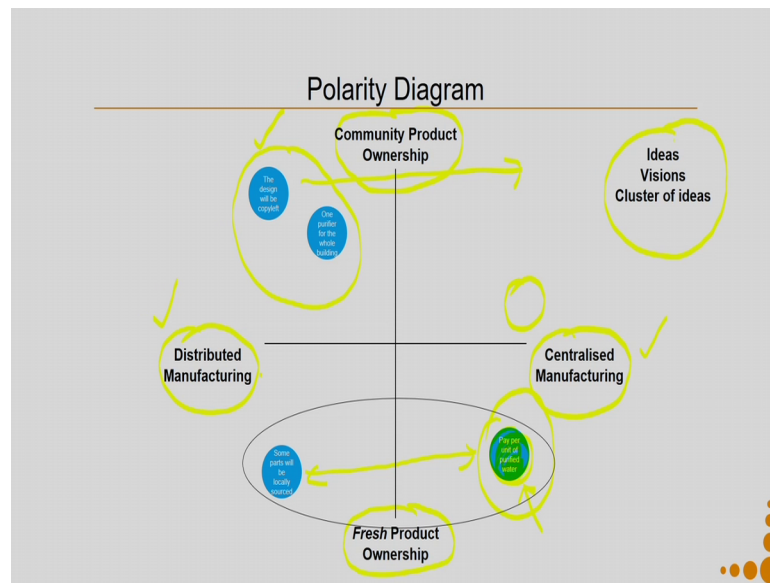 Polarity Diagram
Community Product
Ownership
Ideas
Visions
Cluster of ideas
The
design
will be
copyleft
One
purifier
for the
whole
building
Distributed
Manufacturing
Centralised
Manufacturing
Some
parts will
be
locally
sourced
Pay per
unit of
purified
water
Fresh Product
Ownership